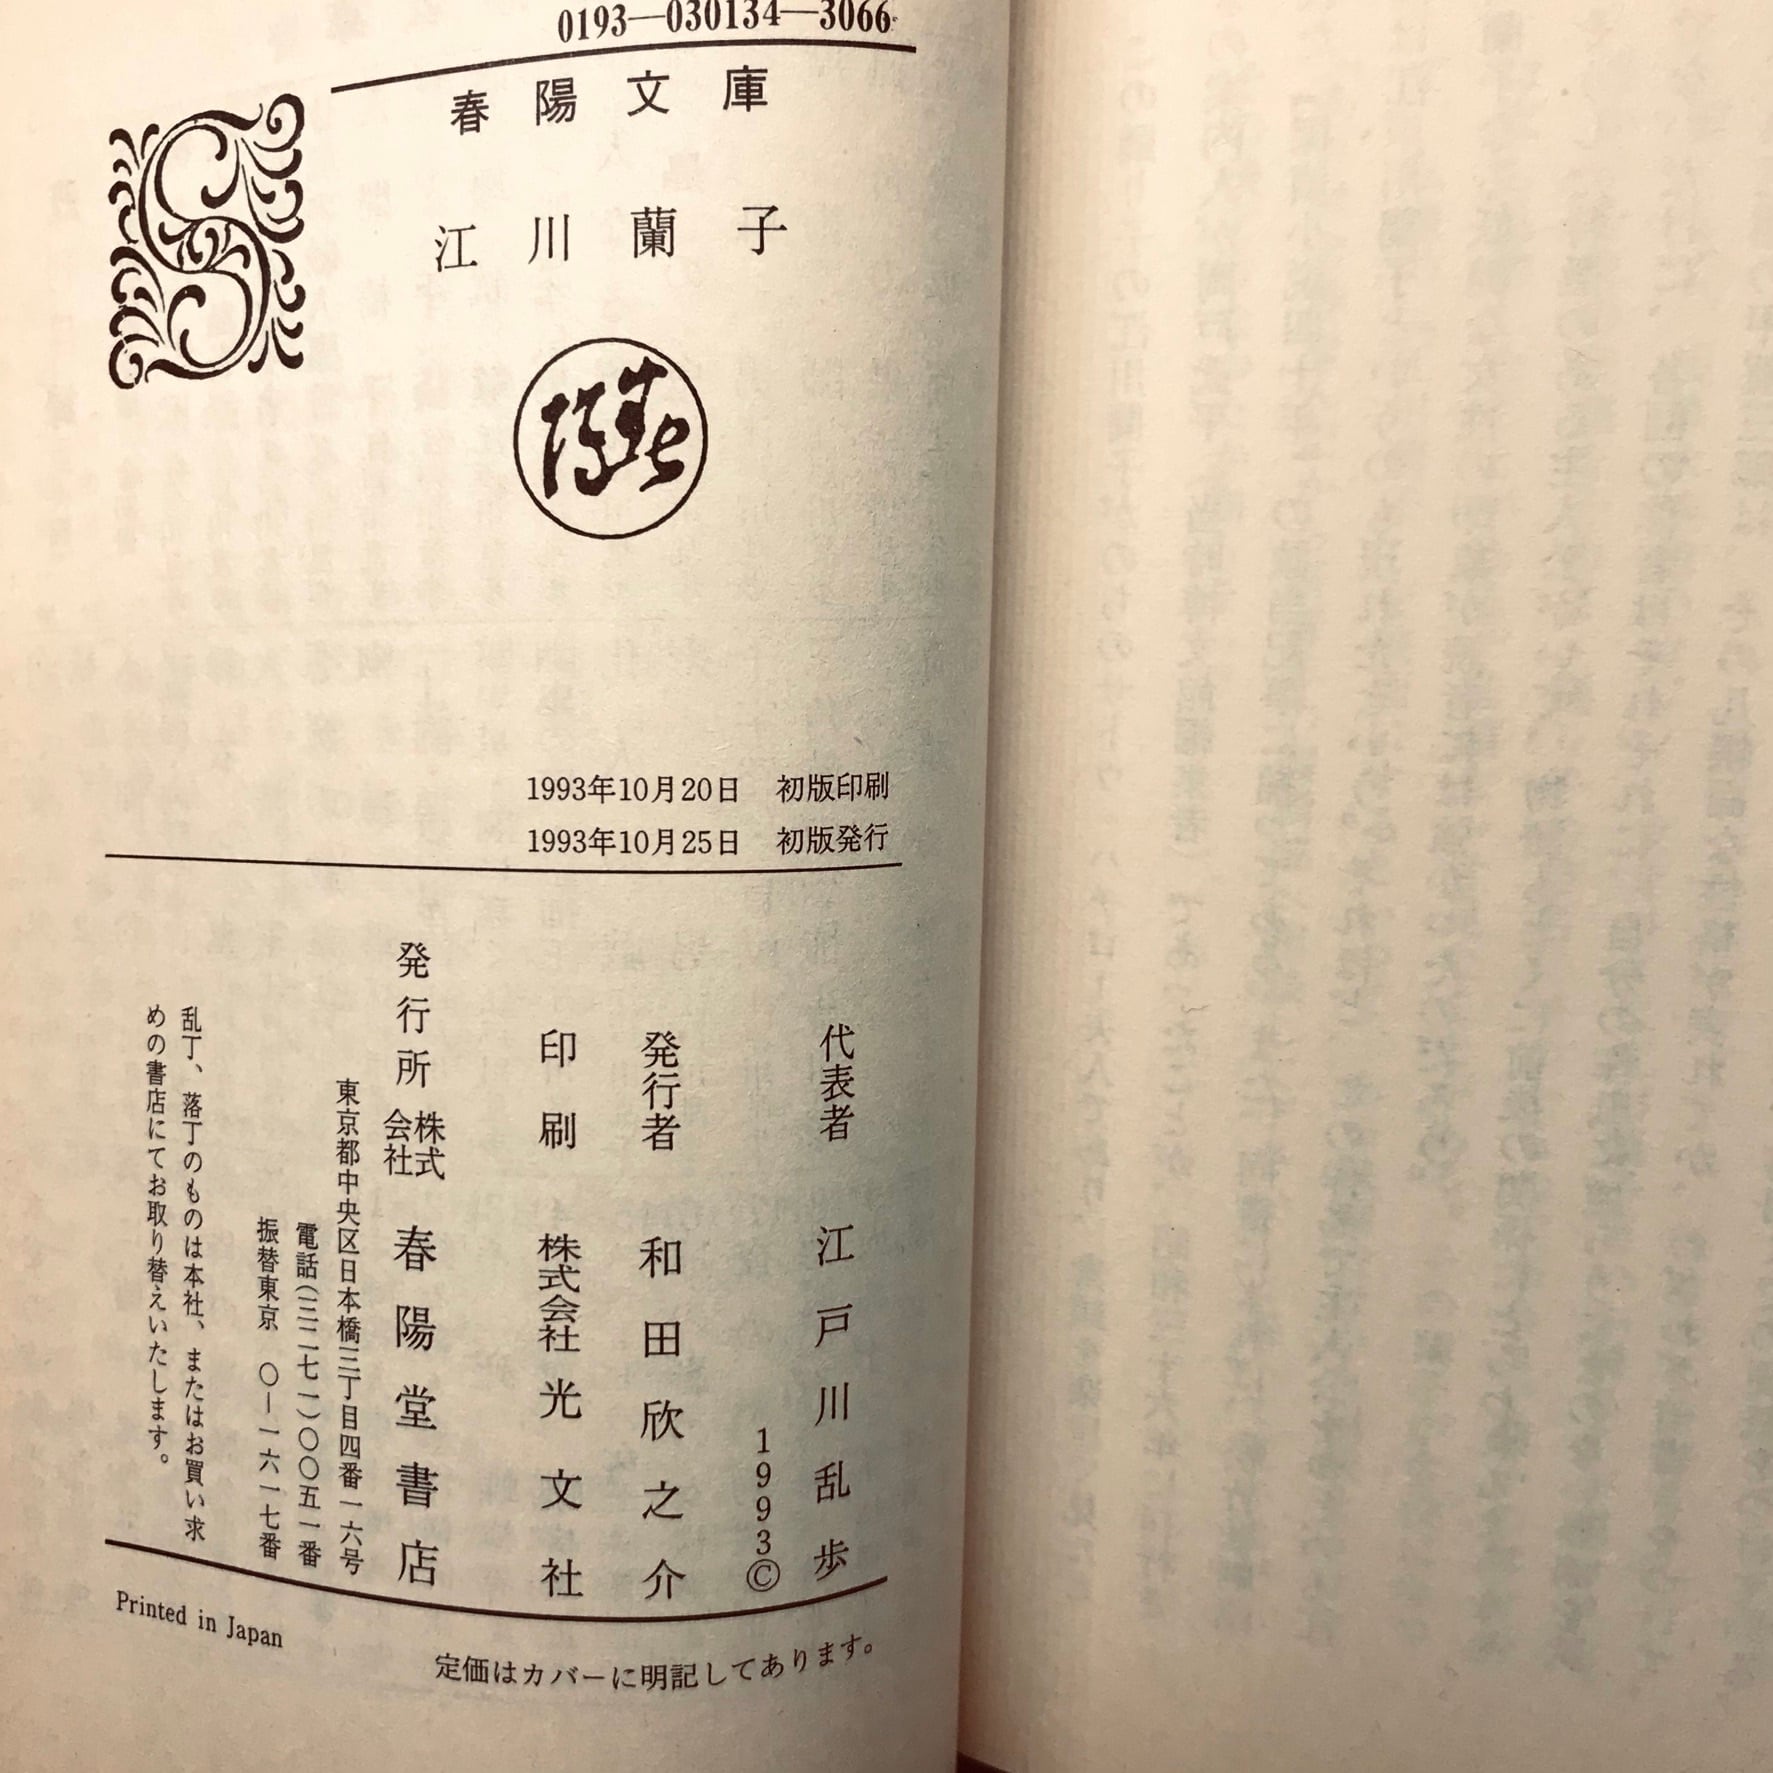 0193—030134—3066
春陽文庫
江川蘭子
春陽
1993年10月20日 初版印刷
1993年10月25日 初版発行
代表者 江戸川乱歩
1993©
発行者 和田欣之介
印刷 株式会社光文社
発行所 株式会社 春陽堂書店
東京都中央区日本橋三丁目四番一六号
電話(三二七一)〇〇五一番
振替東京 〇―一六一七番
乱丁、落丁のものは本社、またはお買い求
めの書店にてお取り替えいたします。
Printed in Japan
定価はカバーに明記してあります。